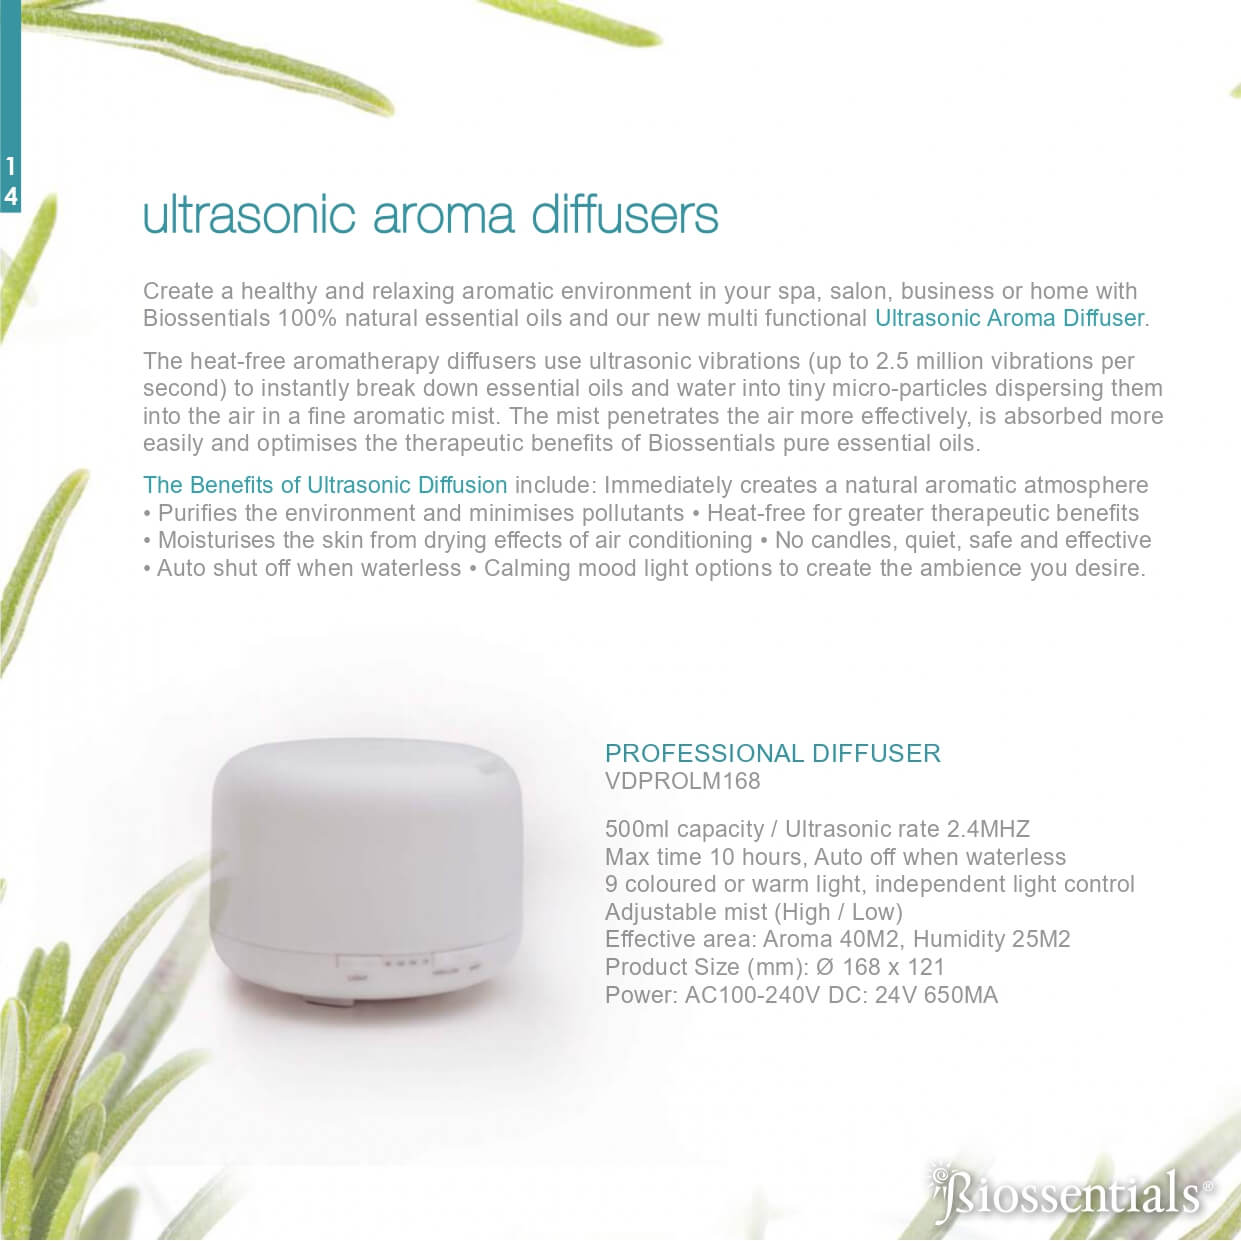 1
4
ultrasonic aroma diffusers
Create a healthy and relaxing aromatic environment in your spa, salon, business or home with
Biossentials 100% natural essential oils and our new multi functional Ultrasonic Aroma Diffuser.
The heat-free aromatherapy diffusers use ultrasonic vibrations (up to 2.5 million vibrations per
second) to instantly break down essential oils and water into tiny micro-particles dispersing them
into the air in a fine aromatic mist. The mist penetrates the air more effectively, is absorbed more
easily and optimises the therapeutic benefits of Biossentials pure essential oils.
The Benefits of Ultrasonic Diffusion include: Immediately creates a natural aromatic atmosphere
• Purifies the environment and minimises pollutants • Heat-free for greater therapeutic benefits
• Moisturises the skin from drying effects of air conditioning • No candles, quiet, safe and effective
• Auto shut off when waterless • Calming mood light options to create the ambience you desire.
PROFESSIONAL DIFFUSER
VDPROLM168
500ml capacity / Ultrasonic rate 2.4MHZ
Max time 10 hours, Auto off when waterless
9 coloured or warm light, independent light control
Adjustable mist (High / Low)
Effective area: Aroma 40M2, Humidity 25M2
Product Size (mm): Ø 168 x 121
Power: AC100-240V DC: 24V 650MA
LIGHT
Biossentials®